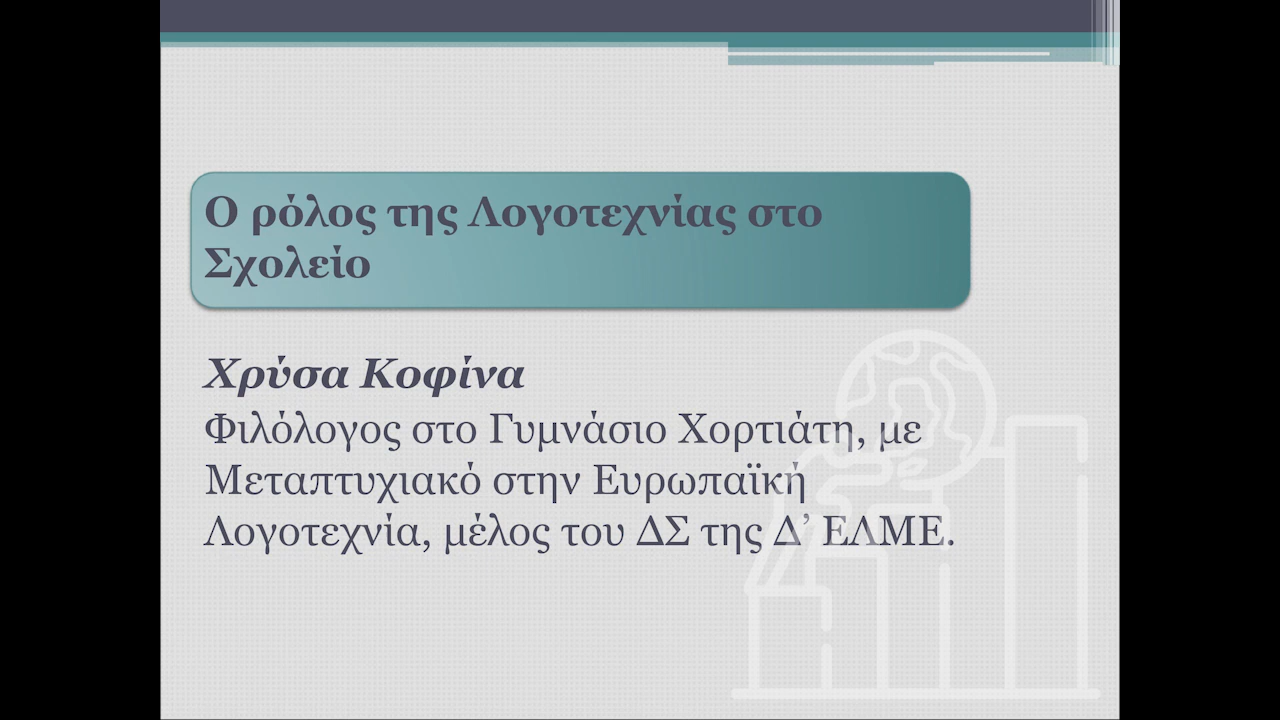 Ο ρόλος της Λογοτεχνίας στο
Σχολείο
Χρύσα Κοφίνα
Φιλόλογος στο Γυμνάσιο Χορτιάτη, με
Μεταπτυχιακό στην Ευρωπαϊκή
Λογοτεχνία, μέλος του ΔΣ της Δ’ ΕΛΜΕ.